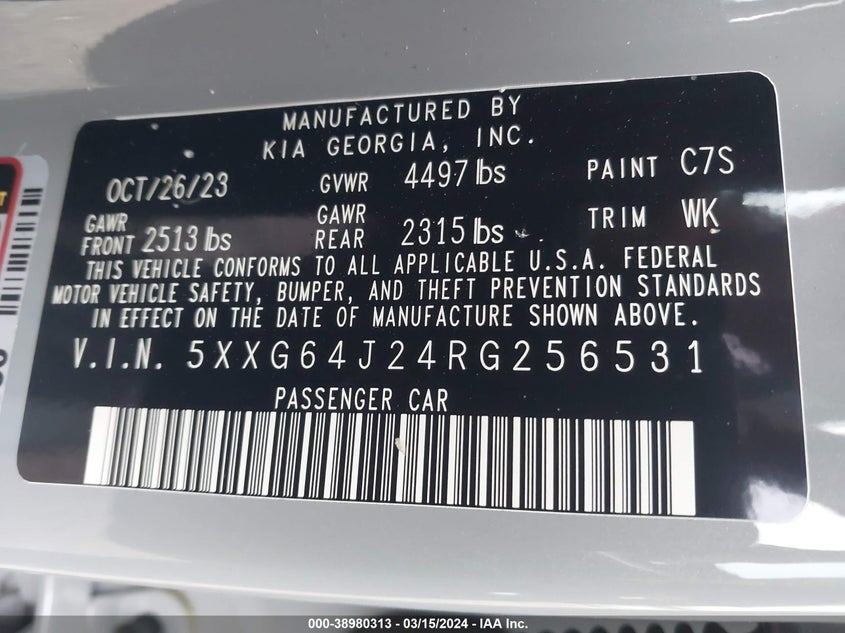 MANUFACTURED BY
KIA GEORGIA, INC.
OCT/26/23 GVWR 4497 lbs PAINT C7S
GAWR FRONT 2513 lbs GAWR REAR 2315 lbs TRIM WK
THIS VEHICLE CONFORMS TO ALL APPLICABLE U.S.A. FEDERAL
MOTOR VEHICLE SAFETY, BUMPER, AND THEFT PREVENTION STANDARDS
IN EFFECT ON THE DATE OF MANUFACTURE SHOWN ABOVE.
V.I.N. 5XXG64J24RG256531
PASSENGER CAR
000-38980313 - 03/15/2024 - IAA Inc.